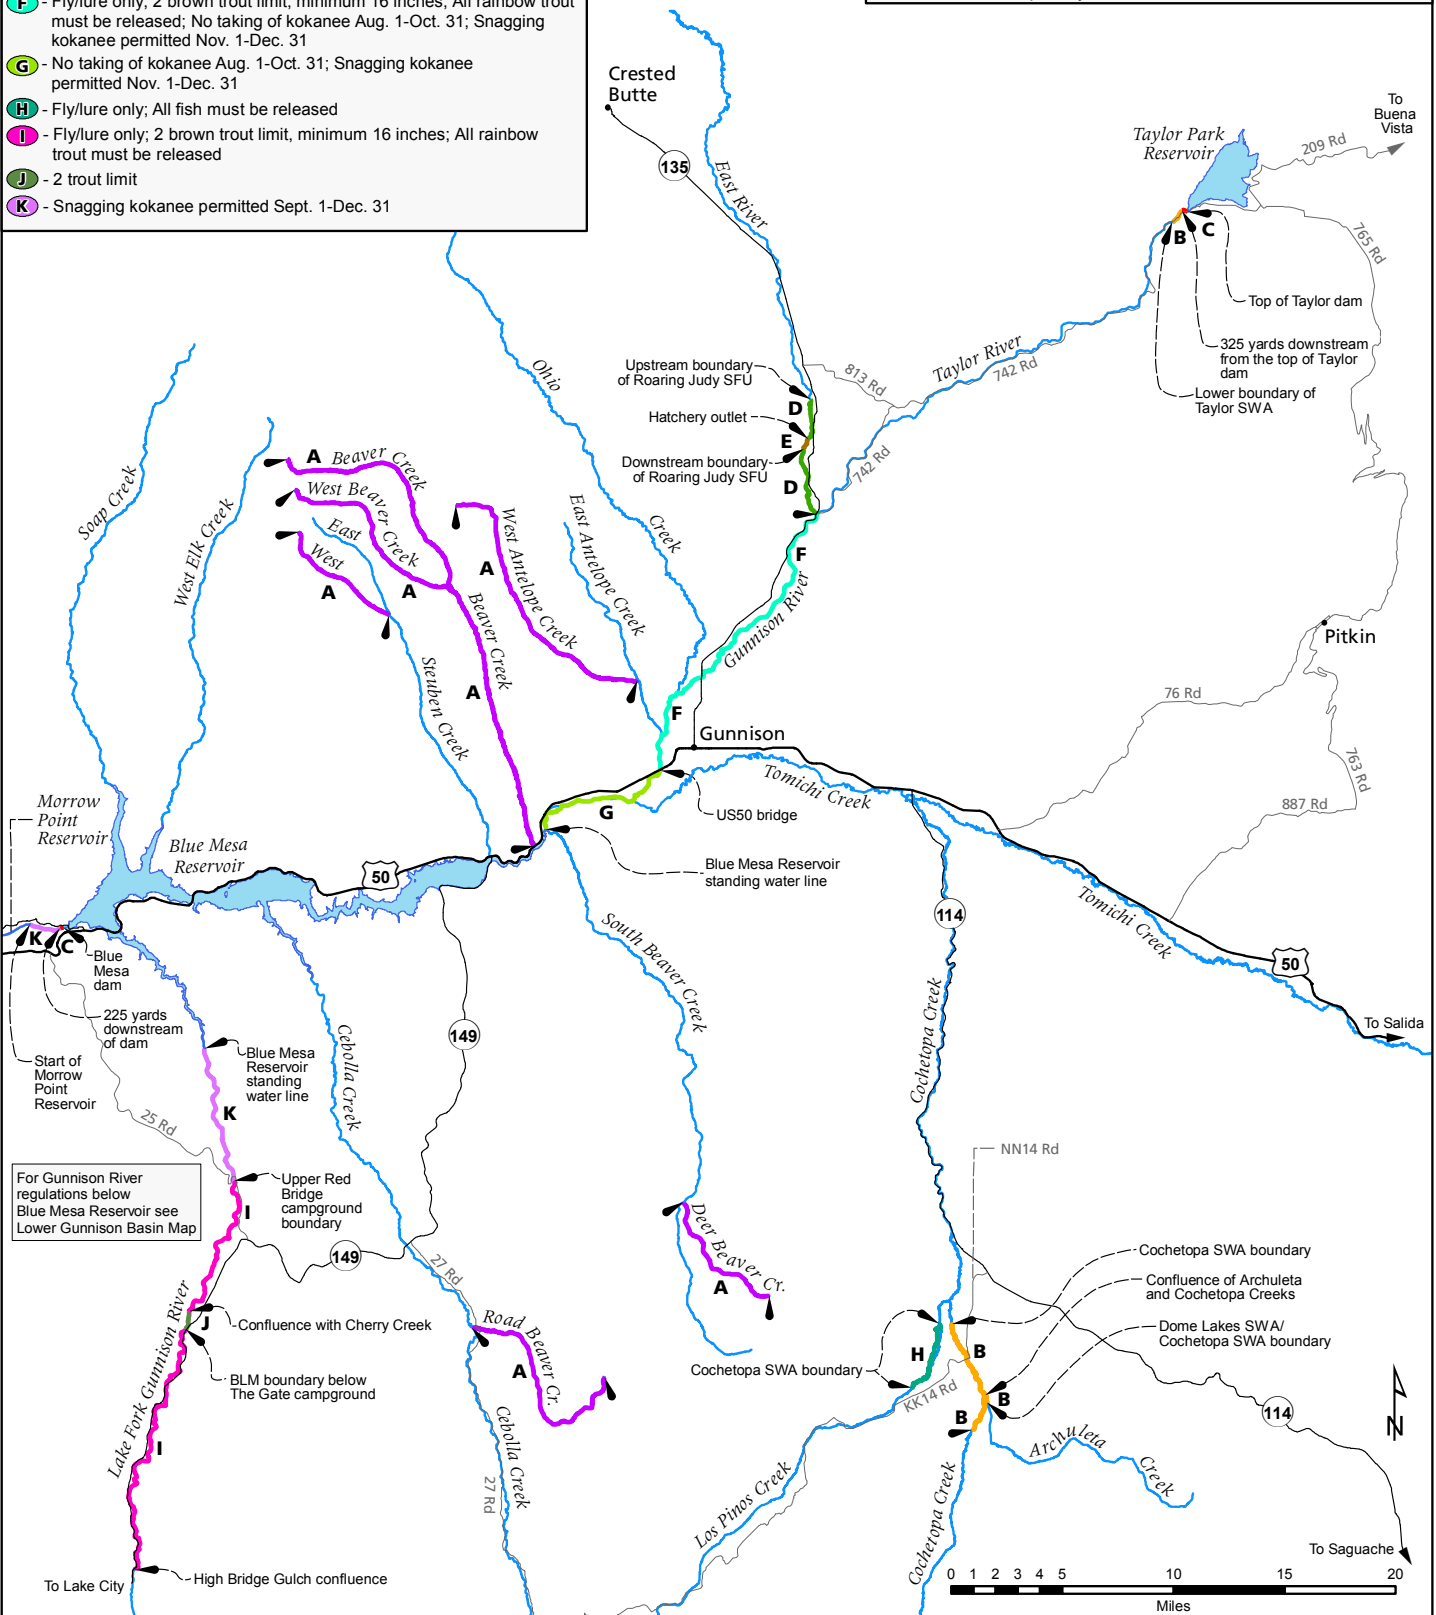 F - Fly/lure only; 2 brown trout limit, minimum 16 inches; All rainbow trout
must be released; No taking of kokanee Aug. 1-Oct. 31; Snagging
kokanee permitted Nov. 1-Dec. 31
G - No taking of kokanee Aug. 1-Oct. 31; Snagging kokanee
permitted Nov. 1-Dec. 31
H - Fly/lure only; All fish must be released
I - Fly/lure only; 2 brown trout limit, minimum 16 inches; All rainbow
trout must be released
J - 2 trout limit
K - Snagging kokanee permitted Sept. 1-Dec. 31
Crested
Butte
135
East River
Taylor Park
Reservoir
To
Buena
Vista
209 Rd
B
C
765 Rd
Top of Taylor dam
325 yards downstream
from the top of Taylor
dam
Lower boundary of
Taylor SWA
Taylor River
742 Rd
813 Rd
742 Rd
Upstream boundary
of Roaring Judy SFU
Hatchery outlet
Downstream boundary
of Roaring Judy SFU
D
E
D
F
Gunnison River
F
Ohio
Creek
Soap Creek
West Elk Creek
A
Beaver Creek
West Beaver
Creek
A
East
West
A
Steuben Creek
Beaver Creek
A
West Antelope Creek
A
East Antelope Creek
Gunnison
Pitkin
76 Rd
763 Rd
887 Rd
Tomichi Creek
US50 bridge
G
Blue Mesa Reservoir
standing water line
Morrow
Point
Reservoir
Blue Mesa
Reservoir
50
K
C
Blue
Mesa
dam
225 yards
downstream
of dam
Start of
Morrow
Point
Reservoir
Blue Mesa
Reservoir
standing
water line
K
25 Rd
Cebolla Creek
149
South Beaver Creek
114
Cochetopa Creek
Tomichi Creek
50
To Salida
For Gunnison River
regulations below
Blue Mesa Reservoir see
Lower Gunnison Basin Map
Upper Red
Bridge
campground
boundary
I
149
27 Rd
NN14 Rd
Deer Beaver Cr.
A
Cochetopa SWA boundary
Confluence of Archuleta
and Cochetopa Creeks
Dome Lakes SWA/
Cochetopa SWA boundary
Lake Fork Gunnison River
J
Confluence with Cherry Creek
BLM boundary below
The Gate campground
Road Beaver Cr.
A
Cochetopa SWA boundary
H
B
B
B
KK14 Rd
114
N
I
Cebolla Creek
27 Rd
Los Pinos Creek
Archuleta
Creek
Cochetopa Creek
High Bridge Gulch confluence
To Lake City
To Saguache
0 1 2 3 4 5 10 15 20
Miles